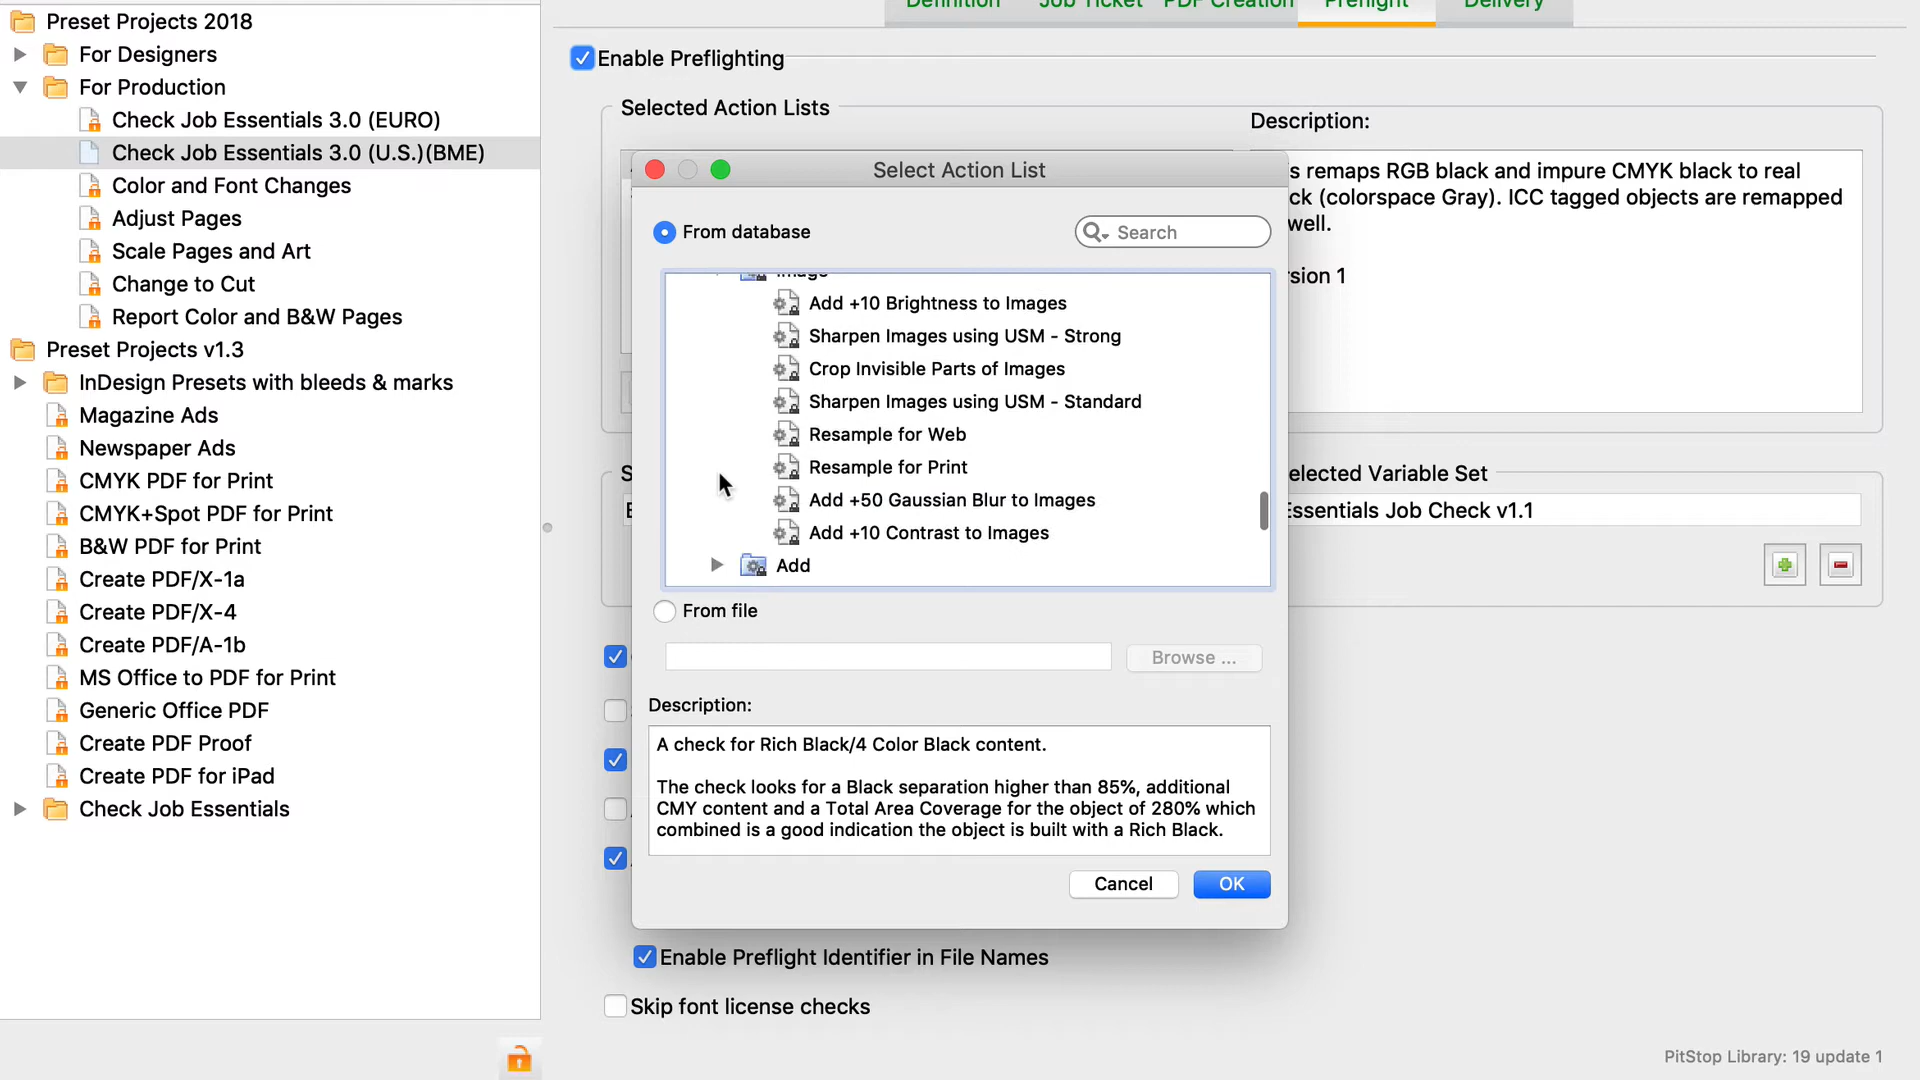 Preset Projects 2018
For Designers
For Production
Check Job Essentials 3.0 (EURO)
Check Job Essentials 3.0 (U.S.)(BME)
Color and Font Changes
Adjust Pages
Scale Pages and Art
Change to Cut
Report Color and B&W Pages
Preset Projects v1.3
InDesign Presets with bleeds & marks
Magazine Ads
Newspaper Ads
CMYK PDF for Print
CMYK+Spot PDF for Print
B&W PDF for Print
Create PDF/X-1a
Create PDF/X-4
Create PDF/A-1b
MS Office to PDF for Print
Generic Office PDF
Create PDF Proof
Create PDF for iPad
Check Job Essentials
Definition
Job Ticket
PDF Creation
Preflight
Delivery
Enable Preflighting
Selected Action Lists
Description:
s remaps RGB black and impure CMYK black to real
ck (colorspace Gray). ICC tagged objects are remapped
well.
sion 1
Select Action List
From database
Search
Image
Add +10 Brightness to Images
Sharpen Images using USM - Strong
Crop Invisible Parts of Images
Sharpen Images using USM - Standard
Resample for Web
Resample for Print
Add +50 Gaussian Blur to Images
Add +10 Contrast to Images
Add
From file
Browse ...
Description:
A check for Rich Black/4 Color Black content.
The check looks for a Black separation higher than 85%, additional
CMY content and a Total Area Coverage for the object of 280% which
combined is a good indication the object is built with a Rich Black.
Cancel
OK
elected Variable Set
Essentials Job Check v1.1
Enable Preflight Identifier in File Names
Skip font license checks
PitStop Library: 19 update 1